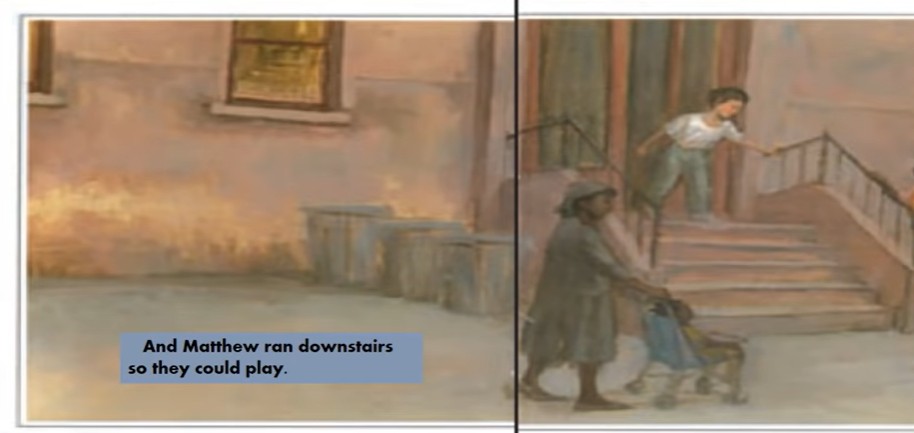 And Matthew ran downstairs
so they could play.